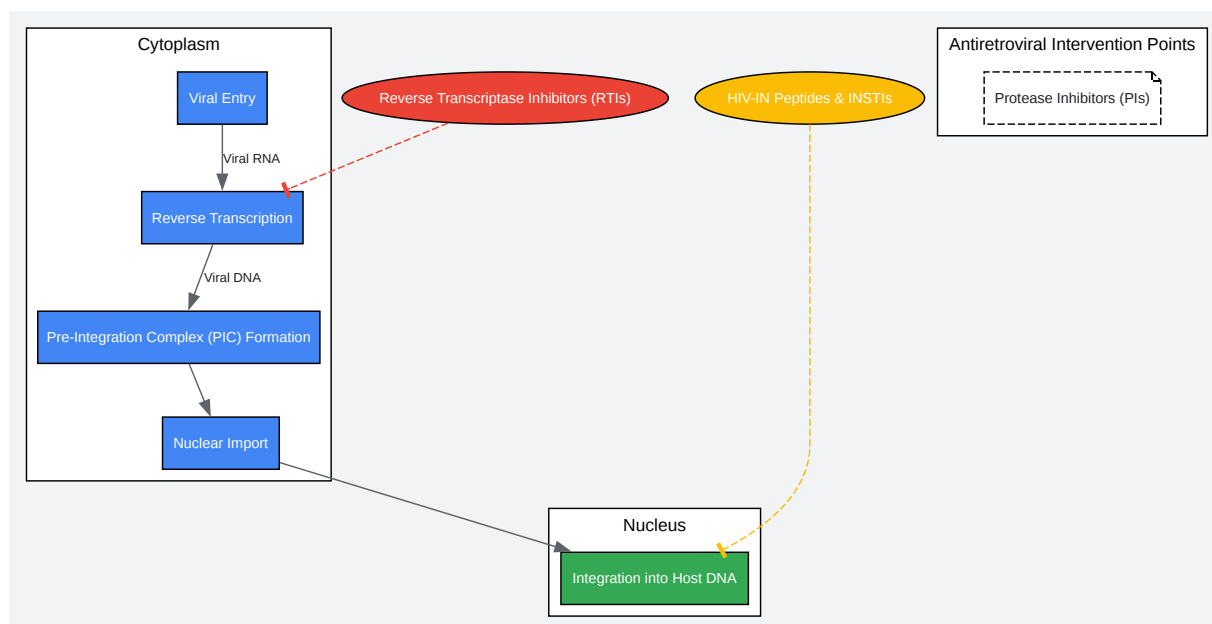 Cytoplasm
Antiretroviral Intervention Points
Viral Entry
Reverse Transcriptase Inhibitors (RTIs)
HIV-IN Peptides & INSTIs
Protease Inhibitors (PIs)
Viral RNA
Reverse Transcription
Viral DNA
Pre-Integration Complex (PIC) Formation
Nuclear Import
Nucleus
Integration into Host DNA